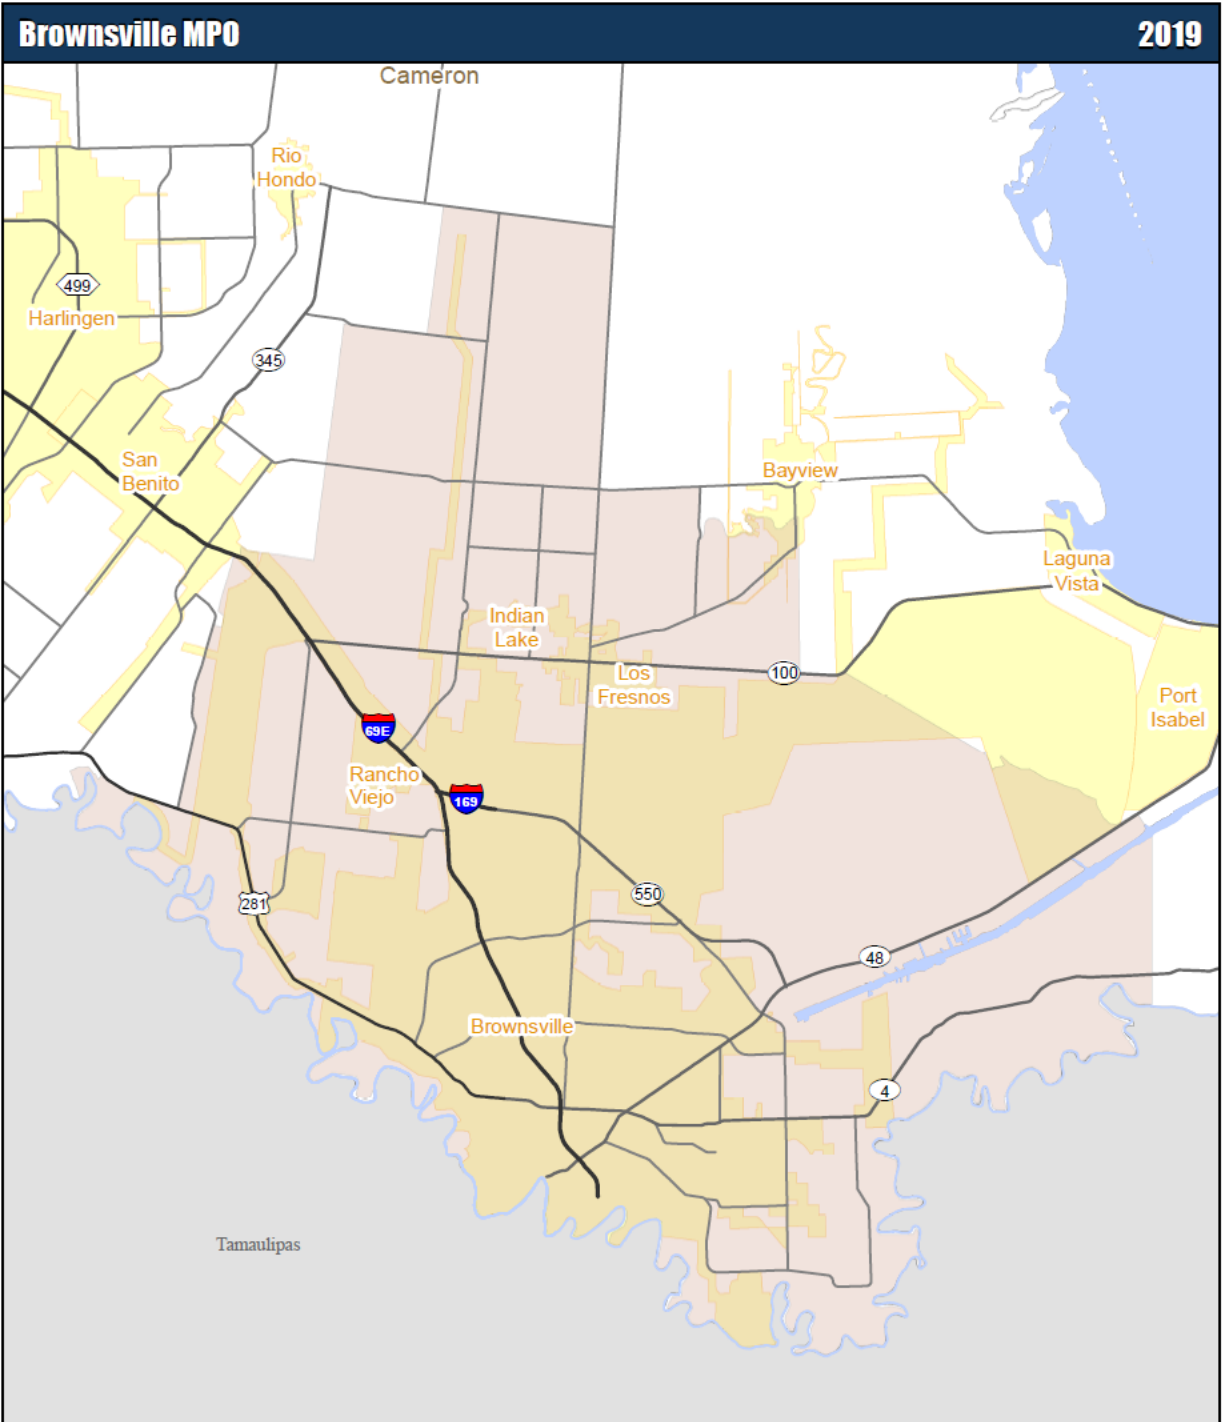 Brownsville MPO 2019
Cameron
Rio
Hondo
499
Harlingen
345
San
Benito
Bayview
Laguna
Vista
Indian
Lake
Los
Fresnos
100
Port
Isabel
69E
Rancho
Viejo
169
550
281
48
Brownsville
4
Tamaulipas